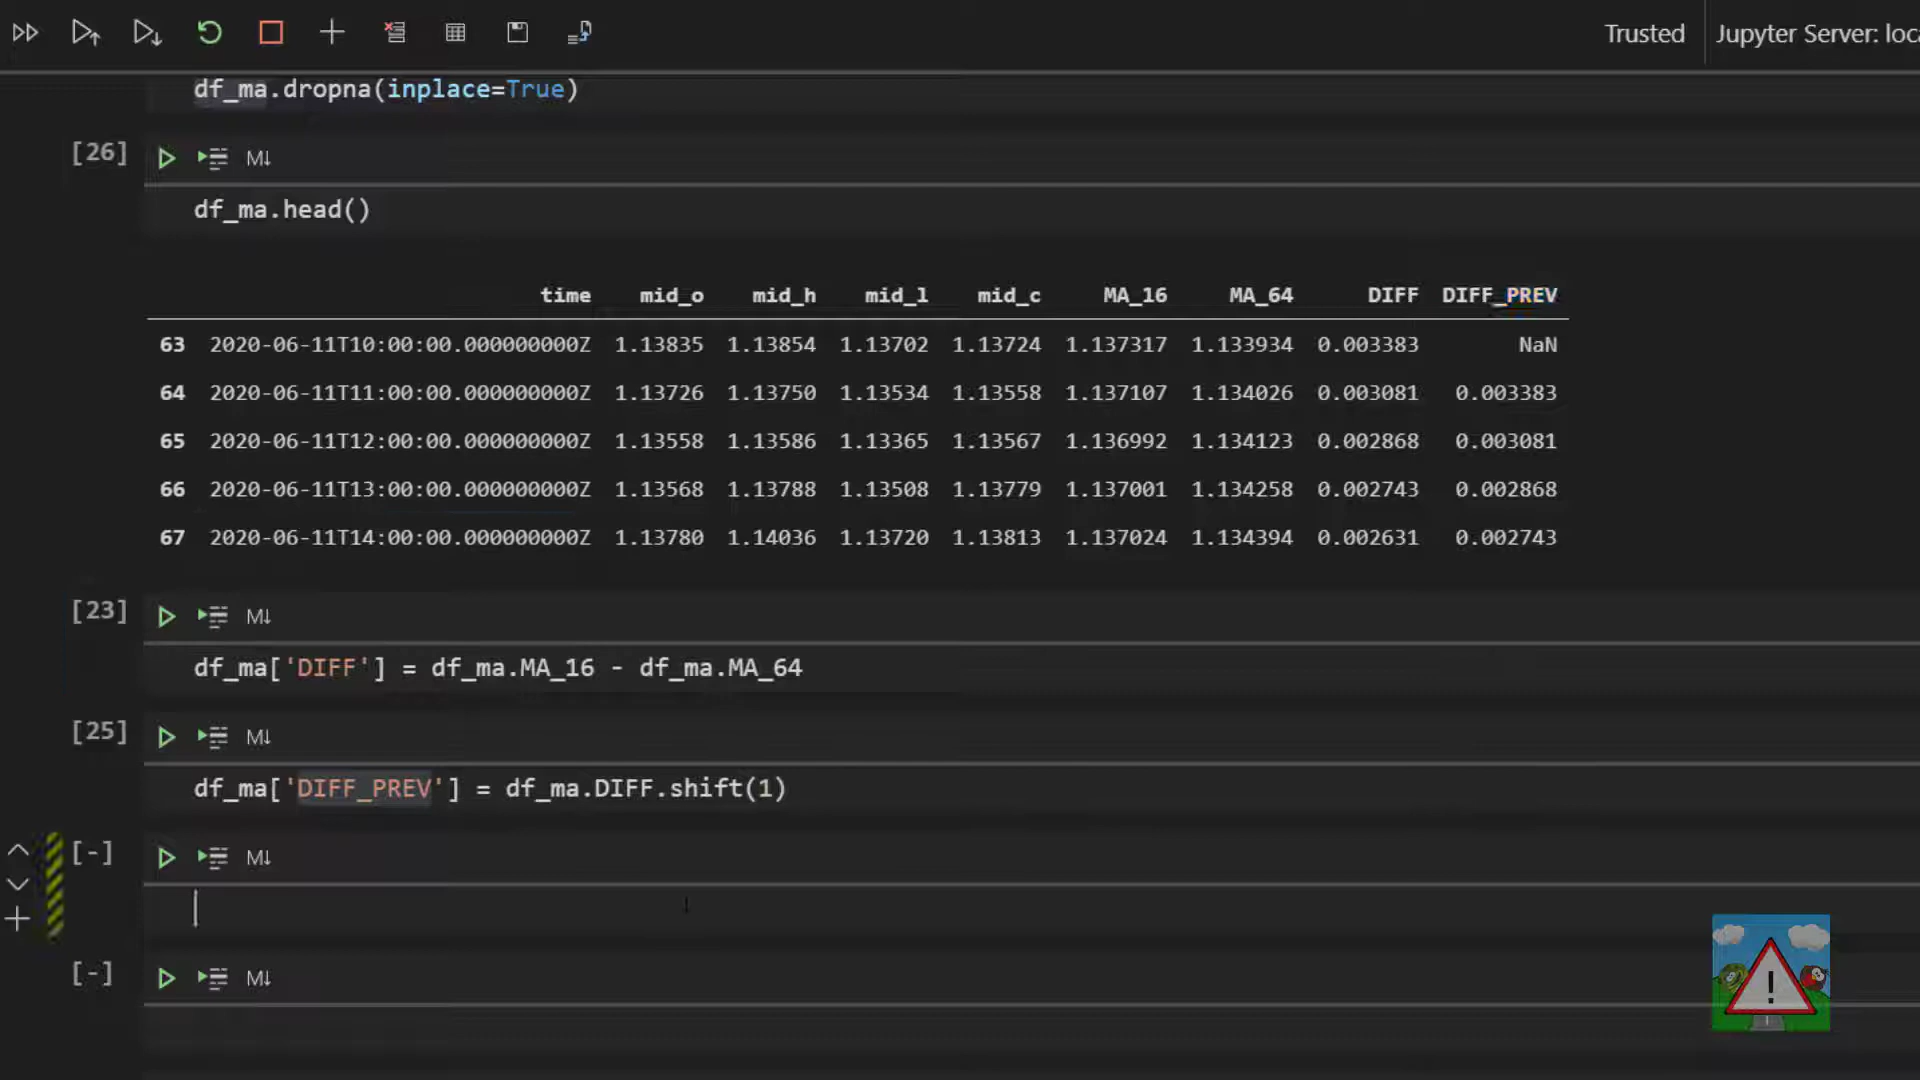 Trusted Jupyter Server: loca
df_ma.dropna(inplace=True)
[26] M↓
df_ma.head()
time mid_o mid_h mid_l mid_c MA_16 MA_64 DIFF DIFF_PREV
63 2020-06-11T10:00:00.000000000Z 1.13835 1.13854 1.13702 1.13724 1.137317 1.133934 0.003383 NaN
64 2020-06-11T11:00:00.000000000Z 1.13726 1.13750 1.13534 1.13558 1.137107 1.134026 0.003081 0.003383
65 2020-06-11T12:00:00.000000000Z 1.13558 1.13586 1.13365 1.13567 1.136992 1.134123 0.002868 0.003081
66 2020-06-11T13:00:00.000000000Z 1.13568 1.13788 1.13508 1.13779 1.137001 1.134258 0.002743 0.002868
67 2020-06-11T14:00:00.000000000Z 1.13780 1.14036 1.13720 1.13813 1.137024 1.134394 0.002631 0.002743
[23] M↓
df_ma['DIFF'] = df_ma.MA_16 - df_ma.MA_64
[25] M↓
df_ma['DIFF_PREV'] = df_ma.DIFF.shift(1)
[-] M↓
[-] M↓
!